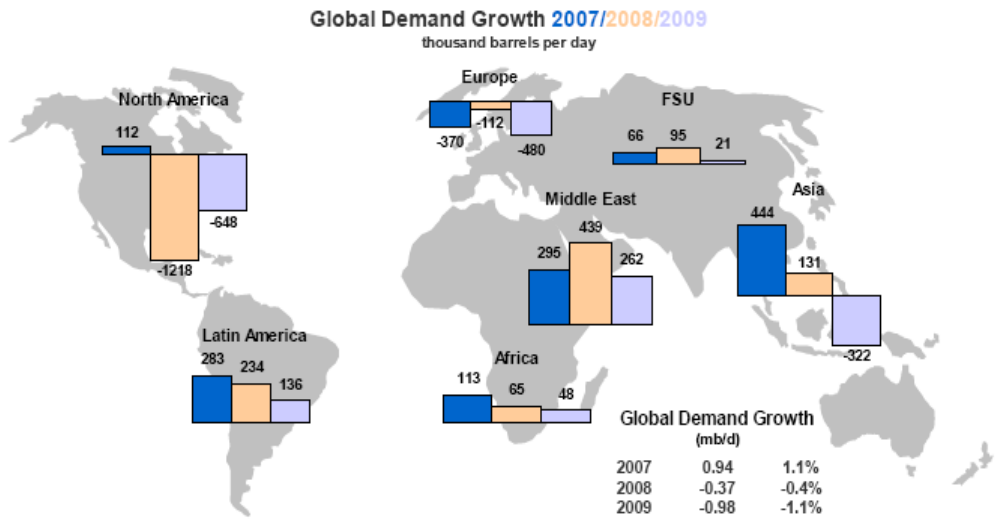 Global Demand Growth 2007/2008/2009
thousand barrels per day
North America
112
-1218
-648
Europe
-370
-112
-480
FSU
66
95
21
Middle East
295
439
262
Asia
444
131
-322
Latin America
283
234
136
Africa
113
65
48
Global Demand Growth
(mb/d)
2007 0.94 1.1%
2008 -0.37 -0.4%
2009 -0.98 -1.1%